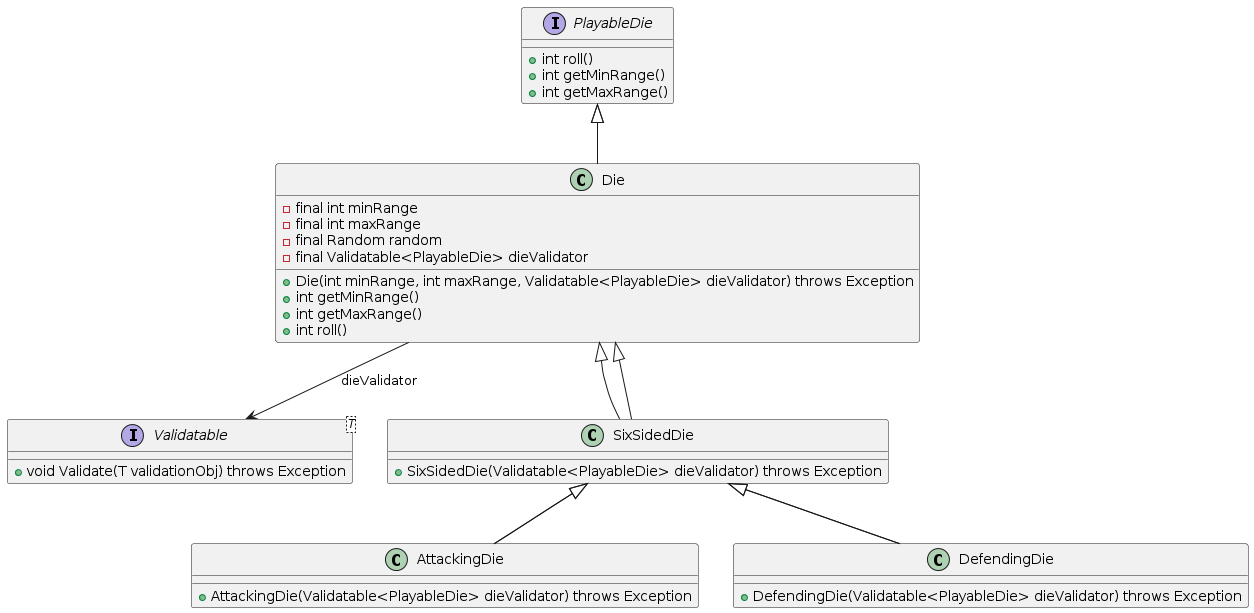 I PlayableDie
int roll()
int getMinRange()
int getMaxRange()
C Die
final int minRange
final int maxRange
final Random random
final Validatable<PlayableDie> dieValidator
Die(int minRange, int maxRange, Validatable<PlayableDie> dieValidator) throws Exception
int getMinRange()
int getMaxRange()
int roll()
dieValidator
I Validatable
T
void Validate(T validationObj) throws Exception
C SixSidedDie
SixSidedDie(Validatable<PlayableDie> dieValidator) throws Exception
C AttackingDie
AttackingDie(Validatable<PlayableDie> dieValidator) throws Exception
C DefendingDie
DefendingDie(Validatable<PlayableDie> dieValidator) throws Exception